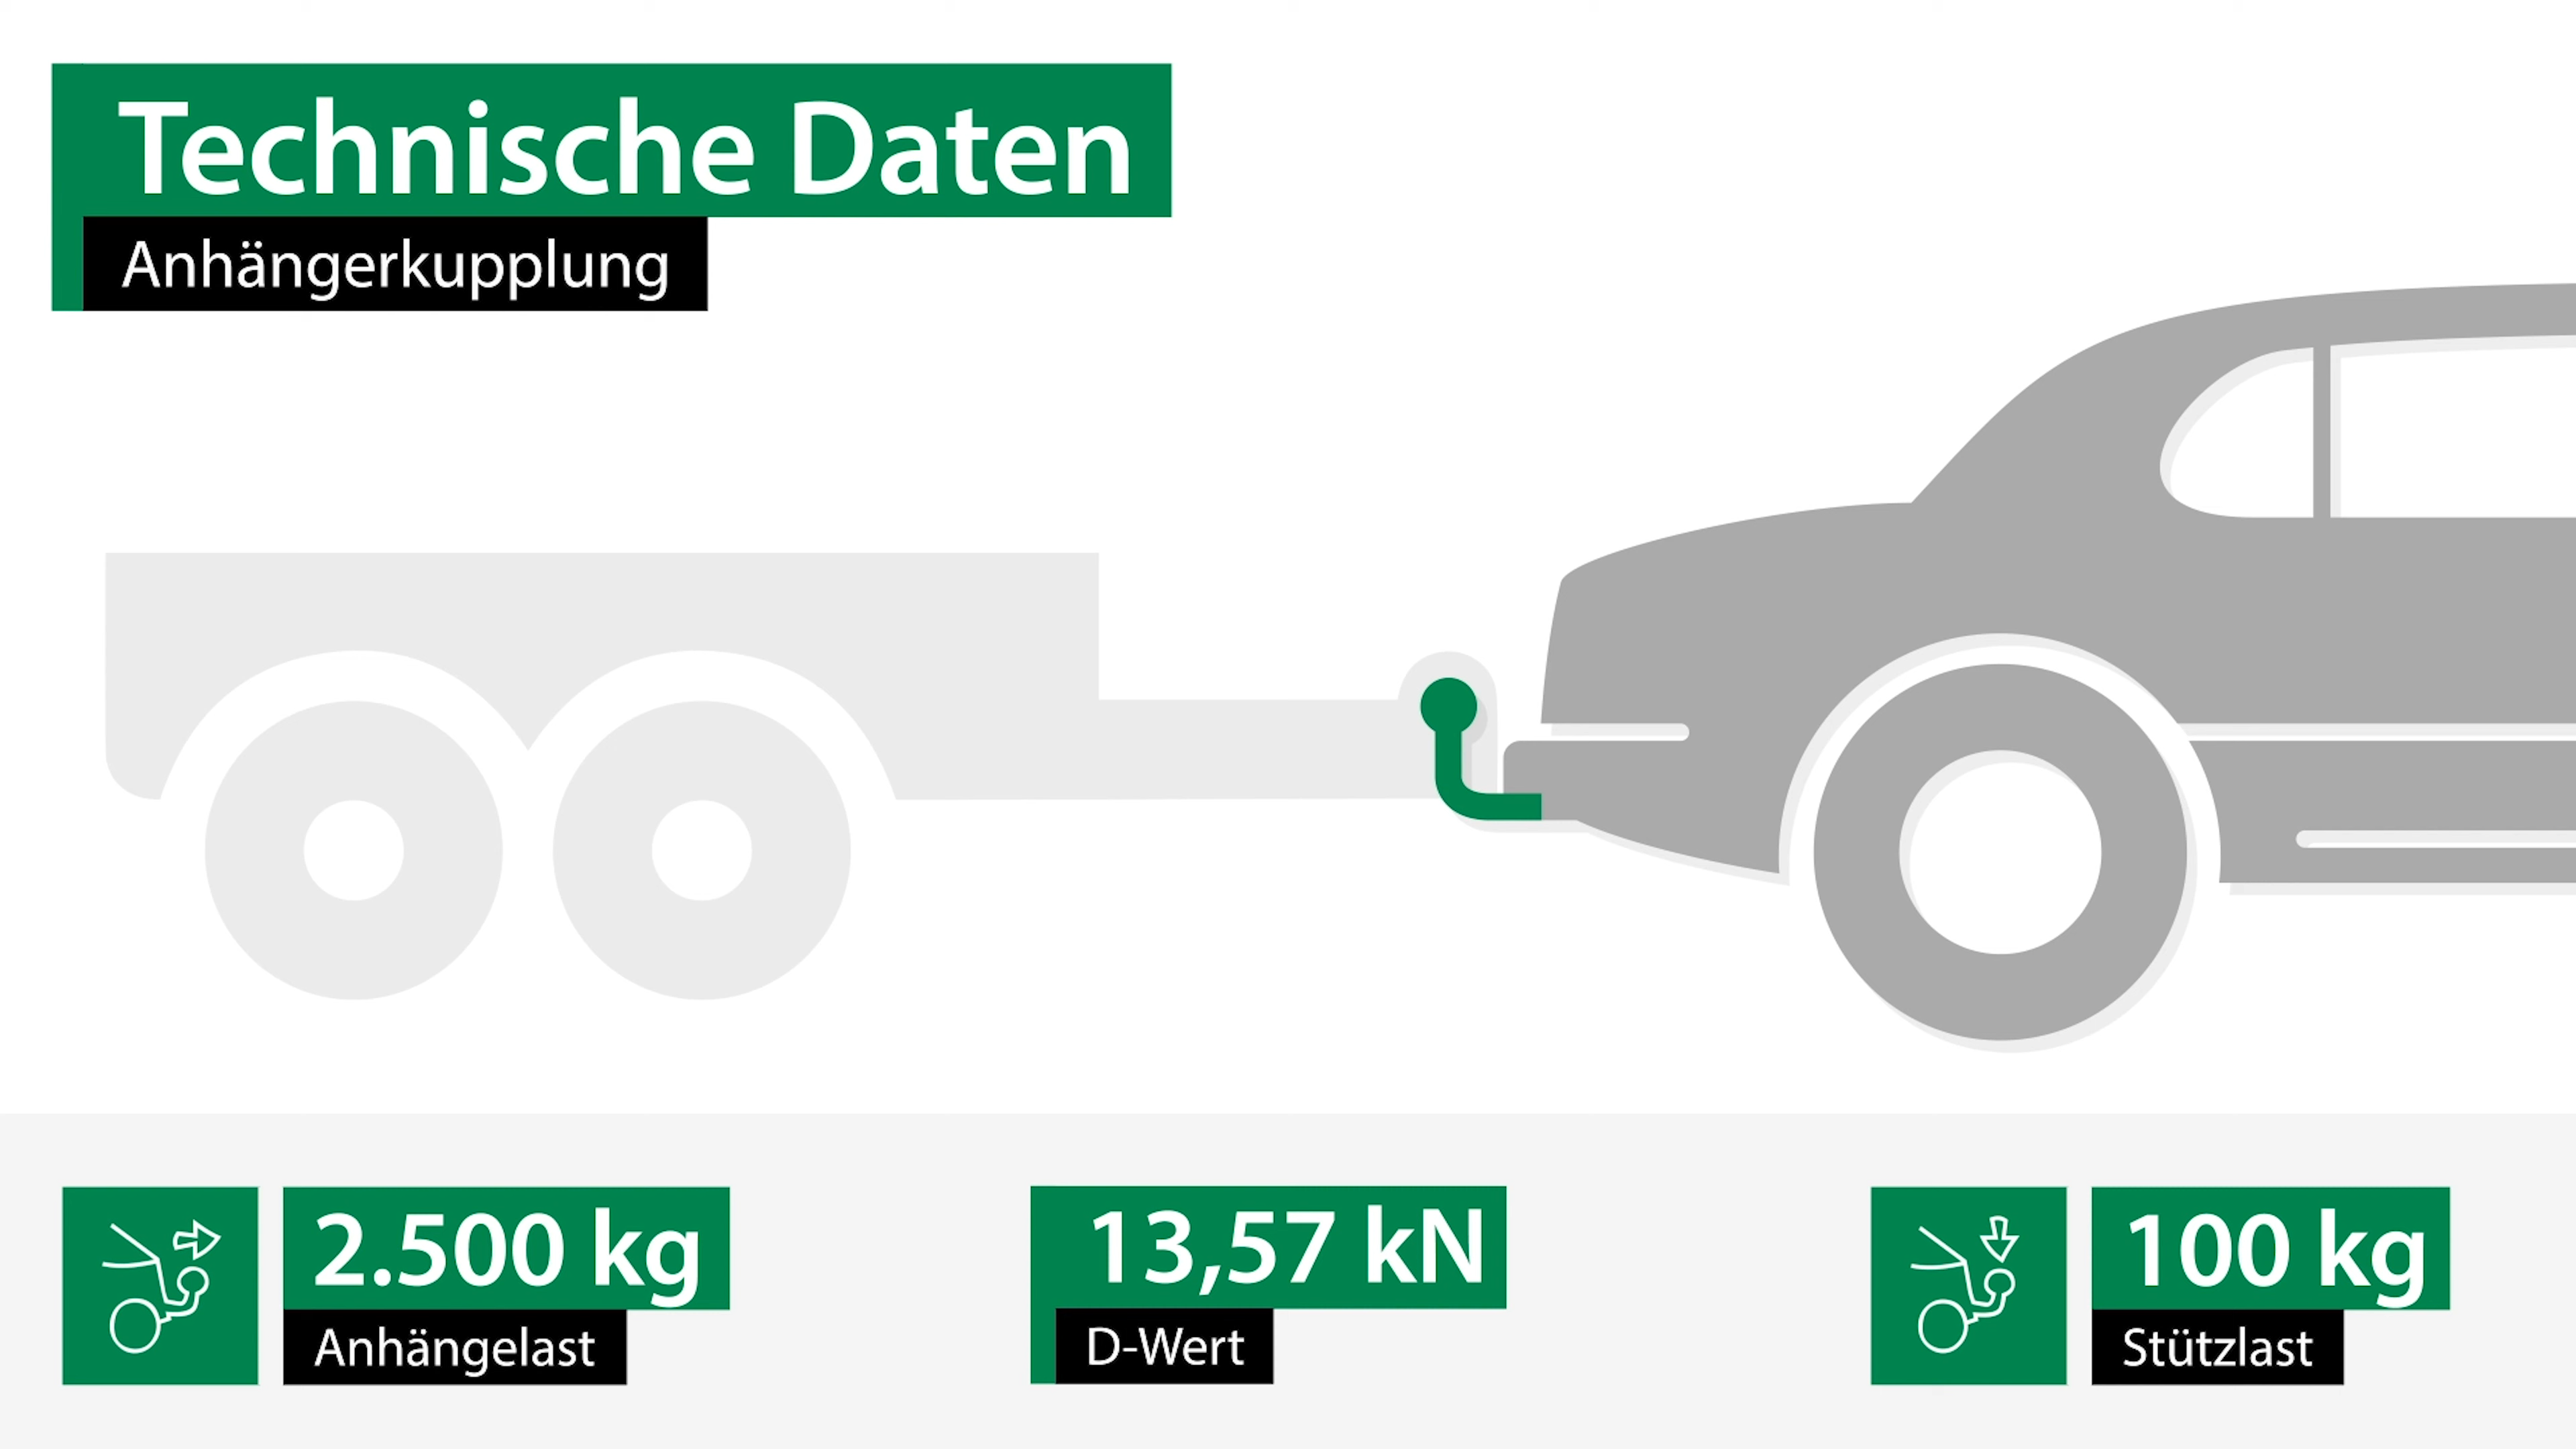 Technische Daten
Anhängerkupplung
2.500 kg
Anhängelast
13,57 kN
D-Wert
100 kg
Stützlast